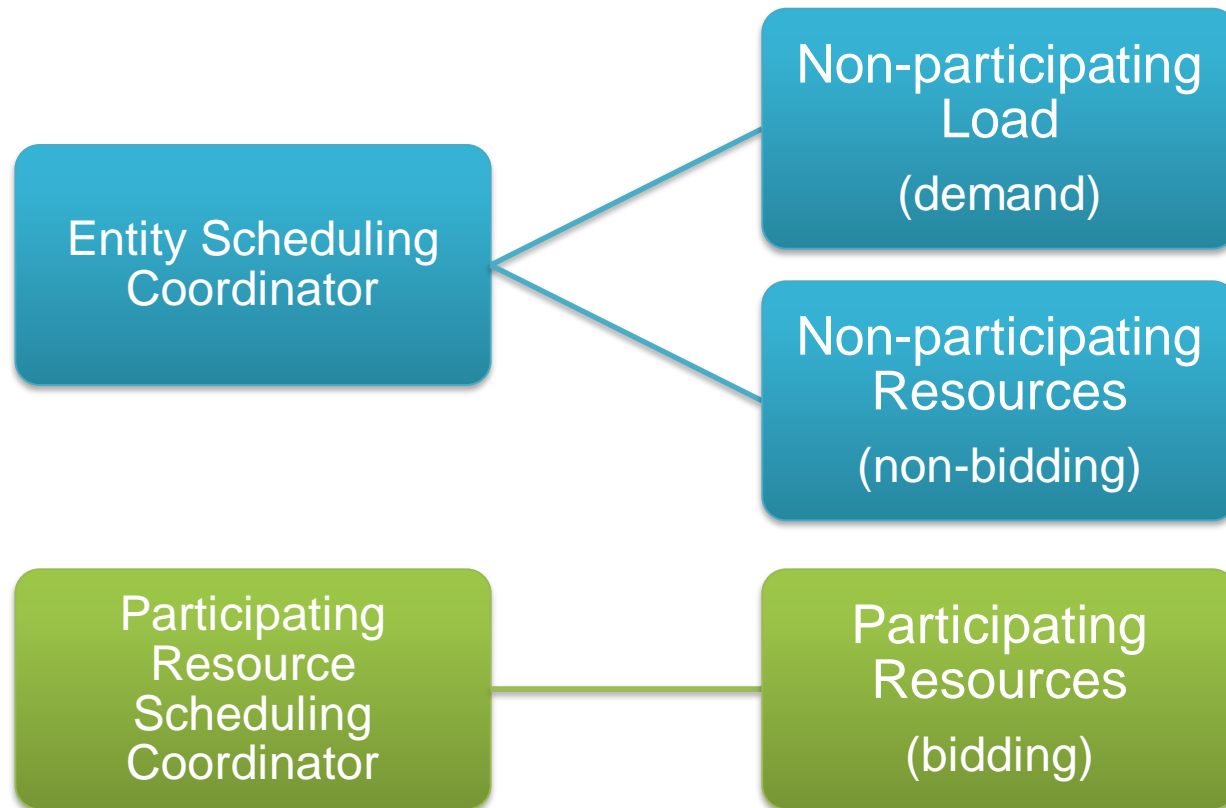 Entity Scheduling
Coordinator
Non-participating
Load
(demand)
Non-participating
Resources
(non-bidding)
Participating
Resource
Scheduling
Coordinator
Participating
Resources
(bidding)